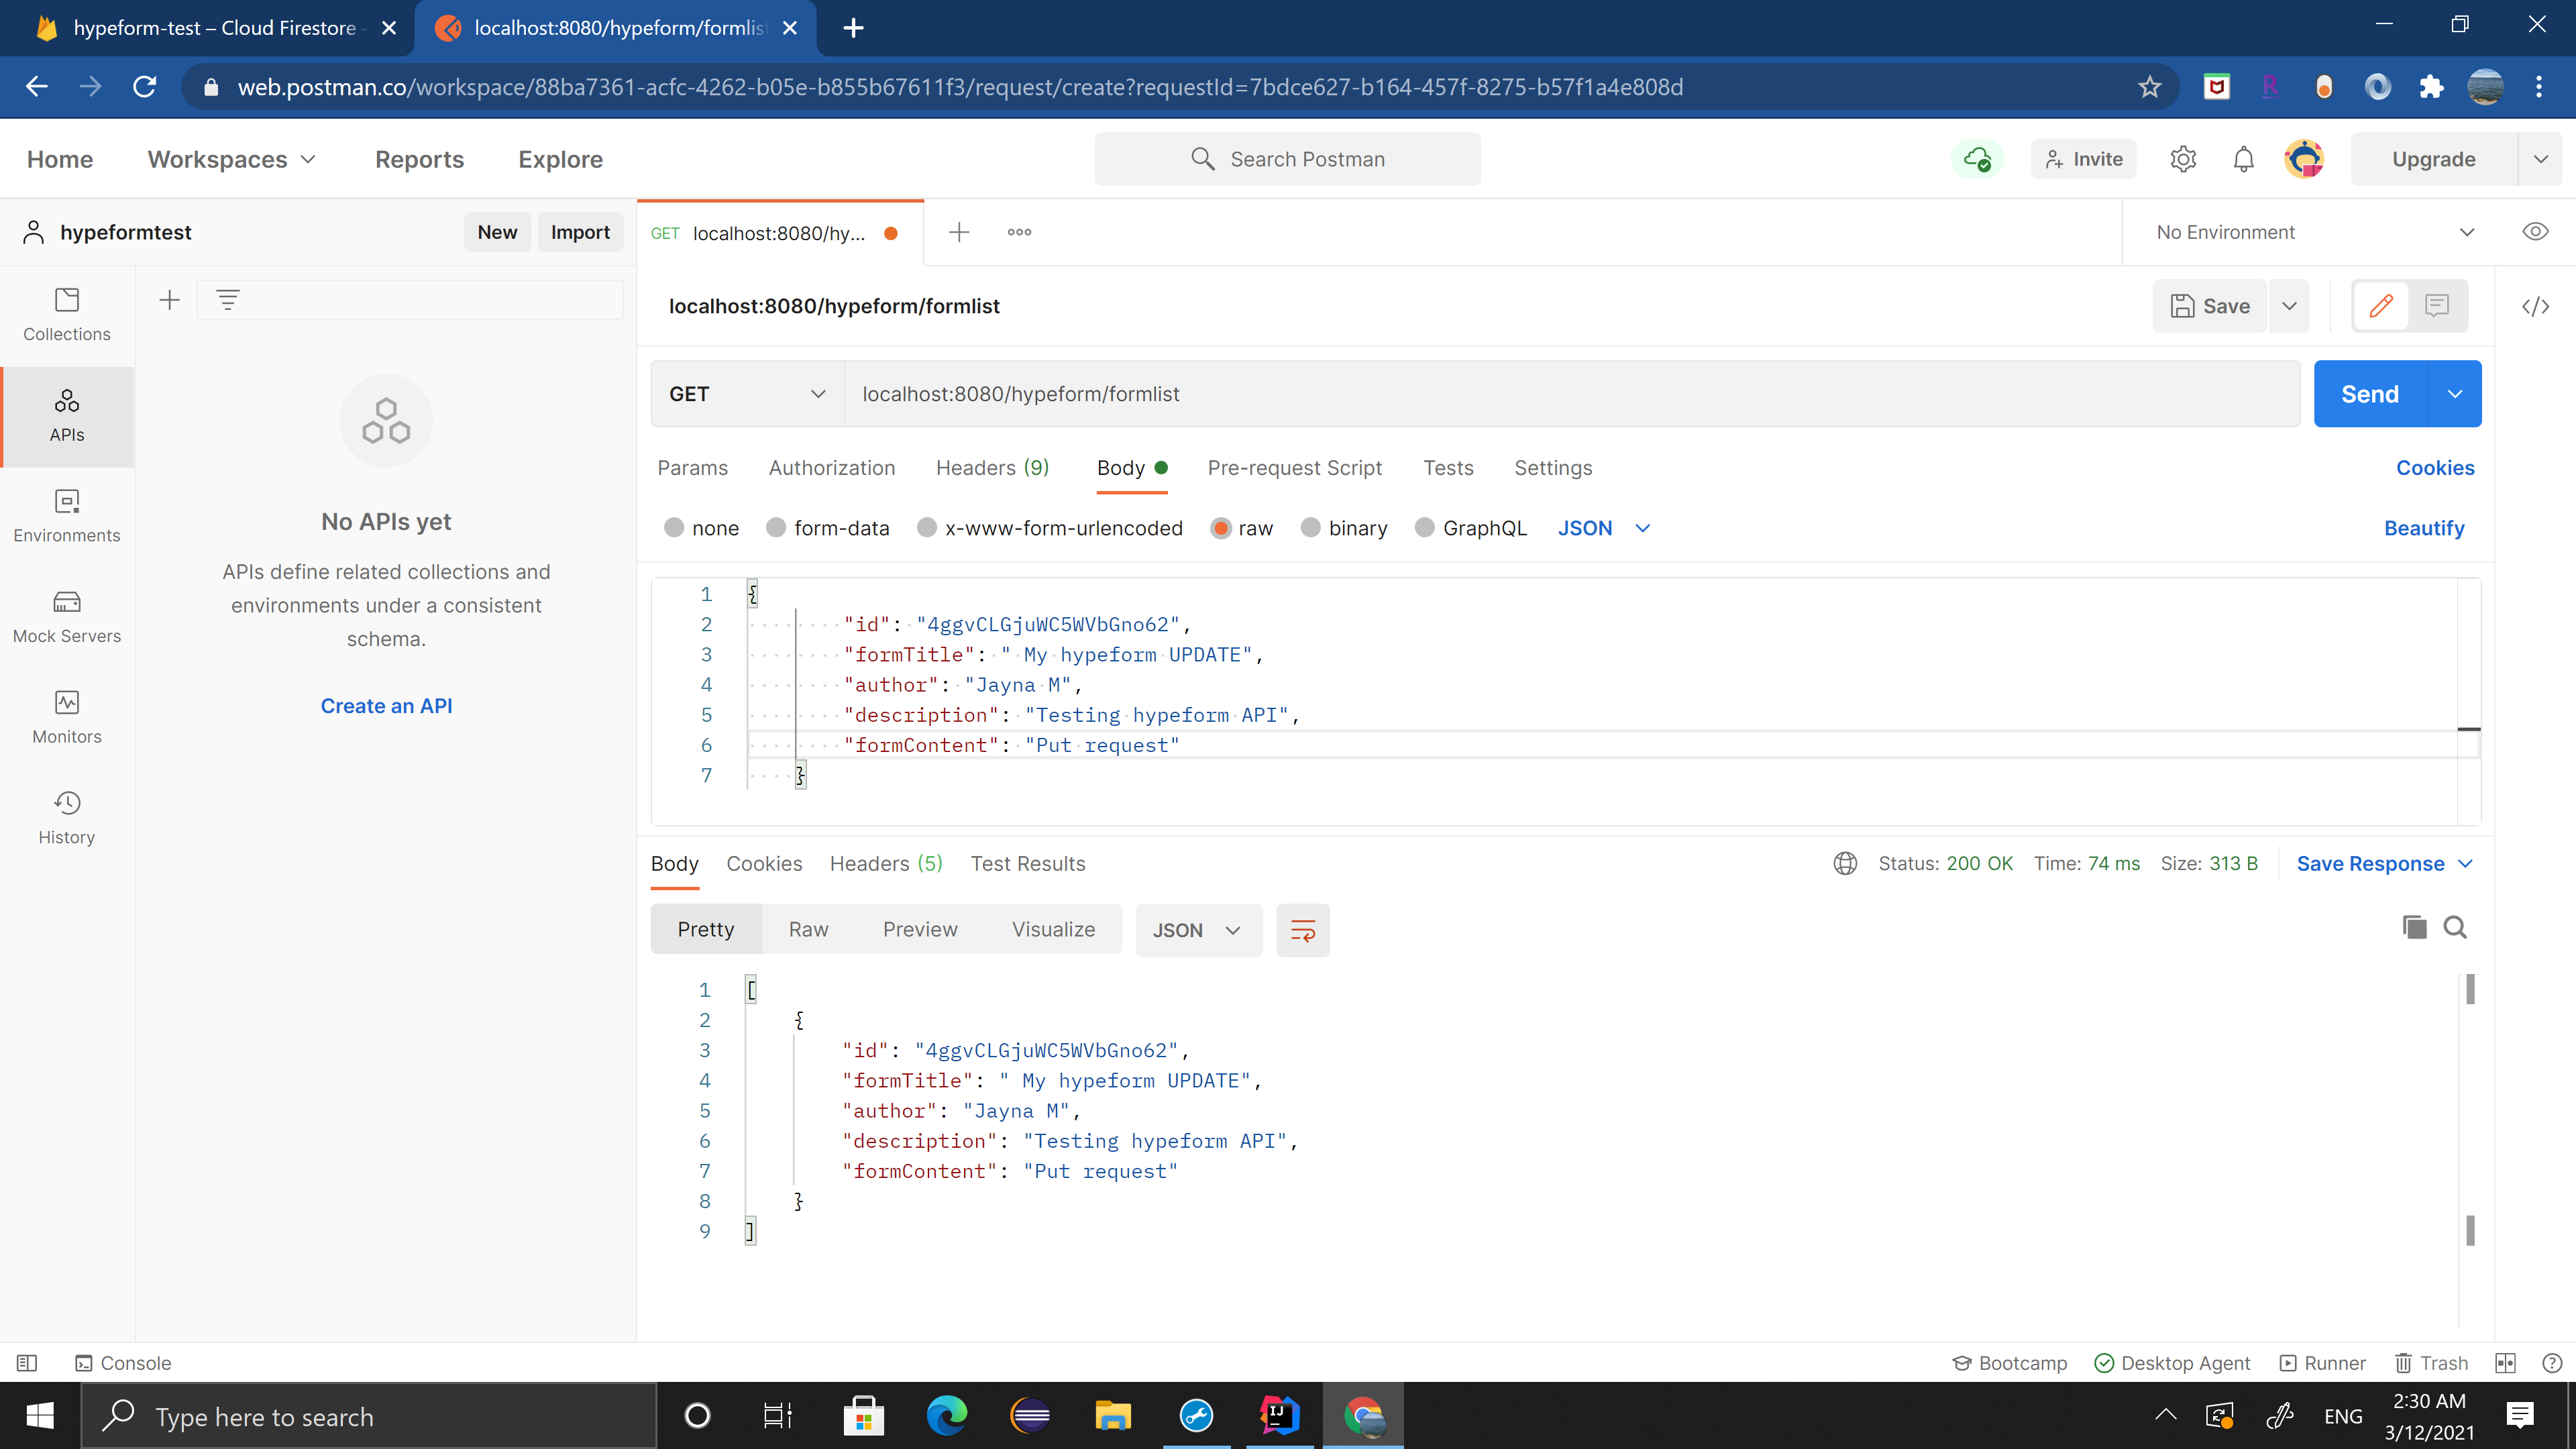 hypeform-test – Cloud Firestore -
localhost:8080/hypeform/formlis
web.postman.co/workspace/88ba7361-acfc-4262-b05e-b855b67611f3/request/create?requestId=7bdce627-b164-457f-8275-b57f1a4e808d
Home Workspaces Reports Explore Search Postman Invite Upgrade
hypeformtest New Import GET localhost:8080/hy... No Environment
localhost:8080/hypeform/formlist Save
Collections
APIs
Environments
Mock Servers
Monitors
History
No APIs yet
APIs define related collections and
environments under a consistent
schema.
Create an API
GET localhost:8080/hypeform/formlist Send
Params Authorization Headers (9) Body Pre-request Script Tests Settings Cookies
none form-data x-www-form-urlencoded raw binary GraphQL JSON Beautify
1 {
2 "id": "4ggvCLGjuWC5WVbGno62",
3 "formTitle": " My hypeform UPDATE",
4 "author": "Jayna M",
5 "description": "Testing hypeform API",
6 "formContent": "Put request"
7 }
Body Cookies Headers (5) Test Results Status: 200 OK Time: 74 ms Size: 313 B Save Response
Pretty Raw Preview Visualize JSON
1 [
2 {
3 "id": "4ggvCLGjuWC5WVbGno62",
4 "formTitle": " My hypeform UPDATE",
5 "author": "Jayna M",
6 "description": "Testing hypeform API",
7 "formContent": "Put request"
8 }
9 ]
Console Bootcamp Desktop Agent Runner Trash
Type here to search ENG 2:30 AM
3/12/2021